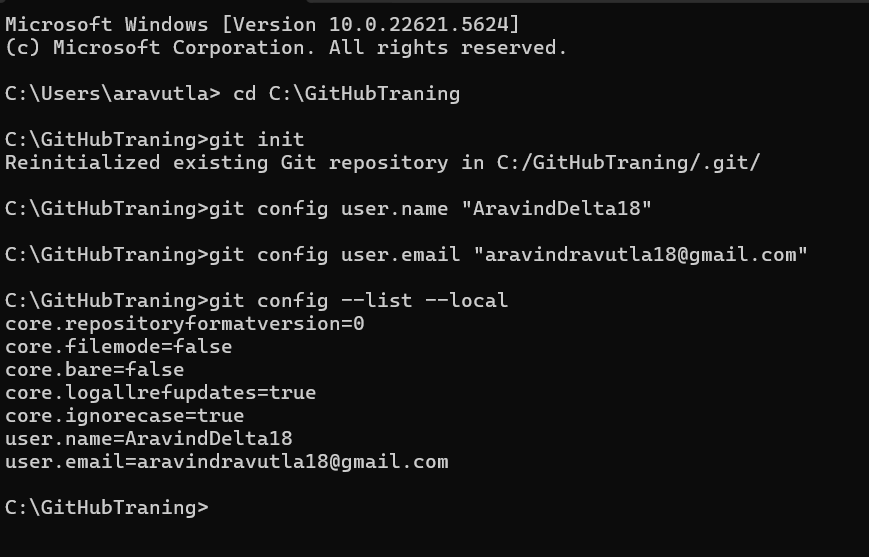 Microsoft Windows [Version 10.0.22621.5624]
(c) Microsoft Corporation. All rights reserved.
C:\Users\aravutla> cd C:\GitHubTraning
C:\GitHubTraning>git init
Reinitialized existing Git repository in C:/GitHubTraning/.git/
C:\GitHubTraning>git config user.name "AravindDelta18"
C:\GitHubTraning>git config user.email "aravindravutla18@gmail.com"
C:\GitHubTraning>git config --list --local
core.repositoryformatversion=0
core.filemode=false
core.bare=false
core.logallrefupdates=true
core.ignorecase=true
user.name=AravindDelta18
user.email=aravindravutla18@gmail.com
C:\GitHubTraning>